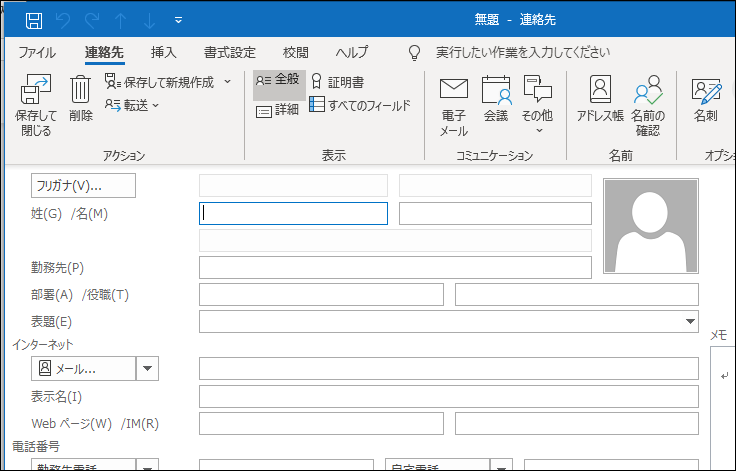 無題 - 連絡先
ファイル 連絡先 挿入 書式設定 校閲 ヘルプ 実行したい作業を入力してください
保存して閉じる 削除 保存して新規作成 転送 全般 詳細 証明書 すべてのフィールド 電子メール 会議 その他 アドレス帳 名前の確認 名刺
アクション 表示 コミュニケーション 名前 オプシ
フリガナ(V)...
姓(G) /名(M)
勤務先(P)
部署(A) /役職(T)
表題(E)
メモ
インターネット
メール...
表示名(I)
Web ページ(W) /IM(R)
電話番号
勤務先電話 自宅電話